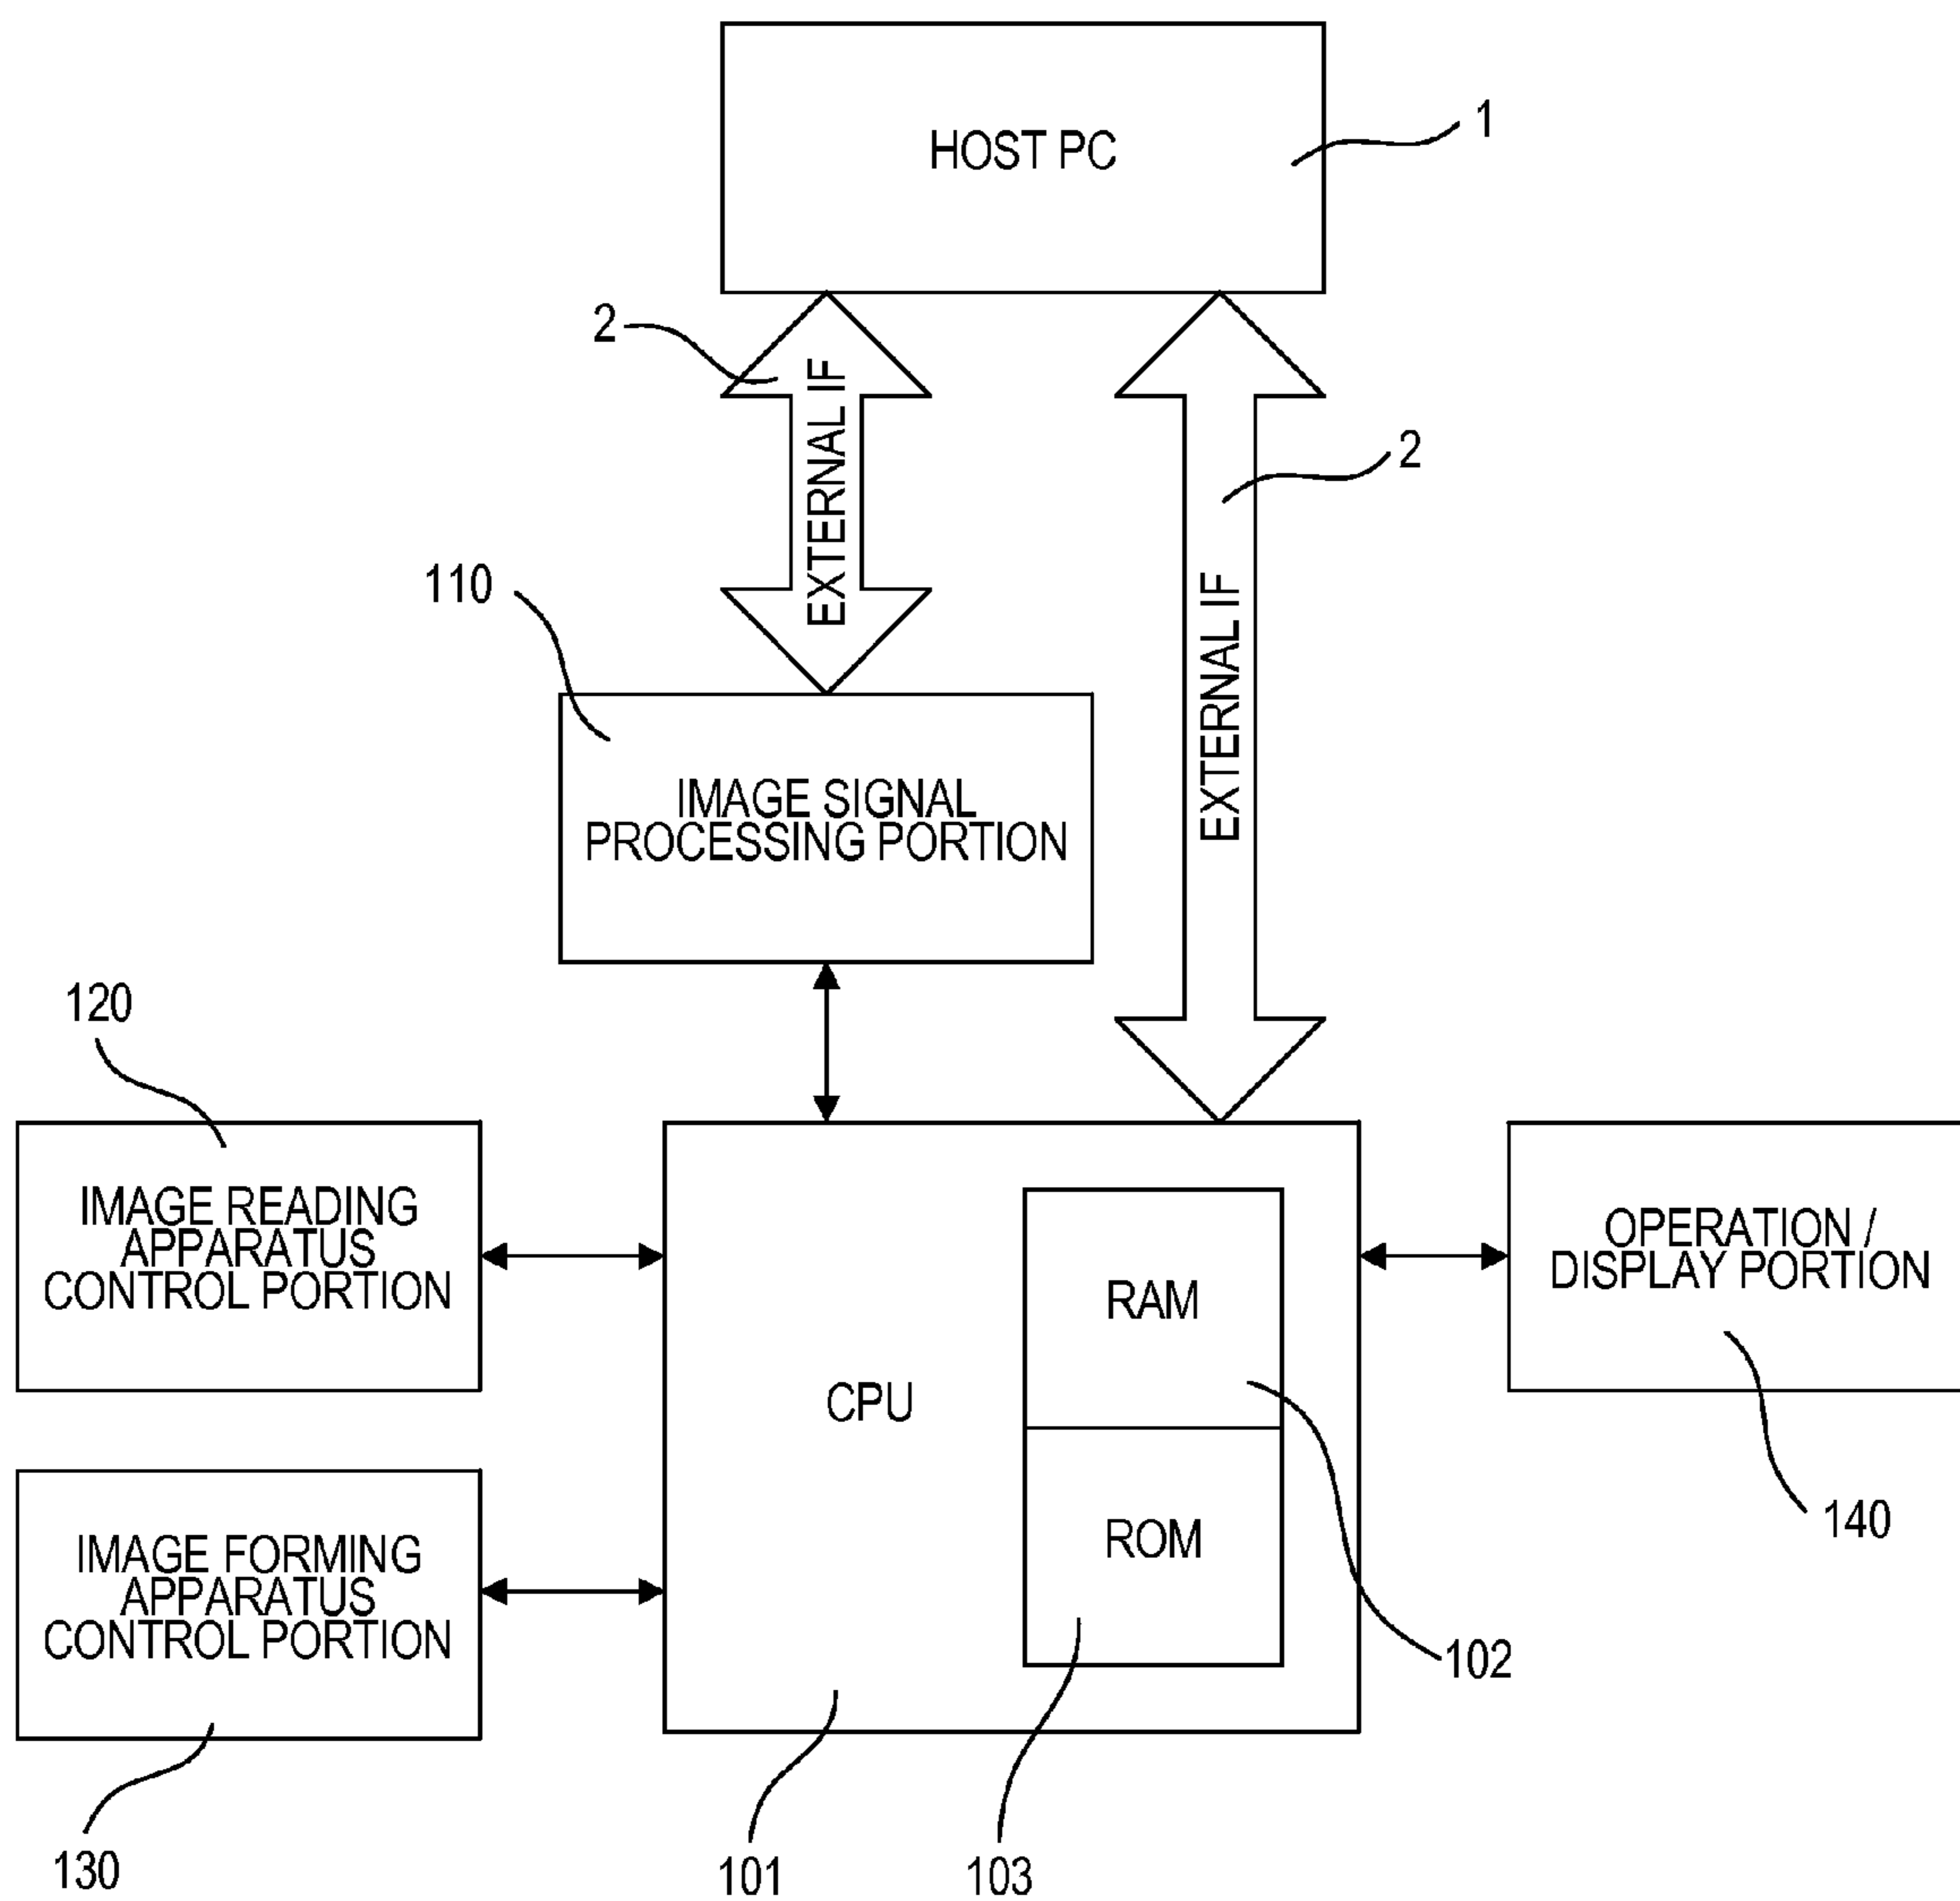 HOST PC
1
2
EXTERNAL IF
2
EXTERNAL IF
110
IMAGE SIGNAL
PROCESSING PORTION
120
IMAGE READING
APPARATUS
CONTROL PORTION
CPU
RAM
ROM
OPERATION /
DISPLAY PORTION
140
IMAGE FORMING
APPARATUS
CONTROL PORTION
102
130
101
103